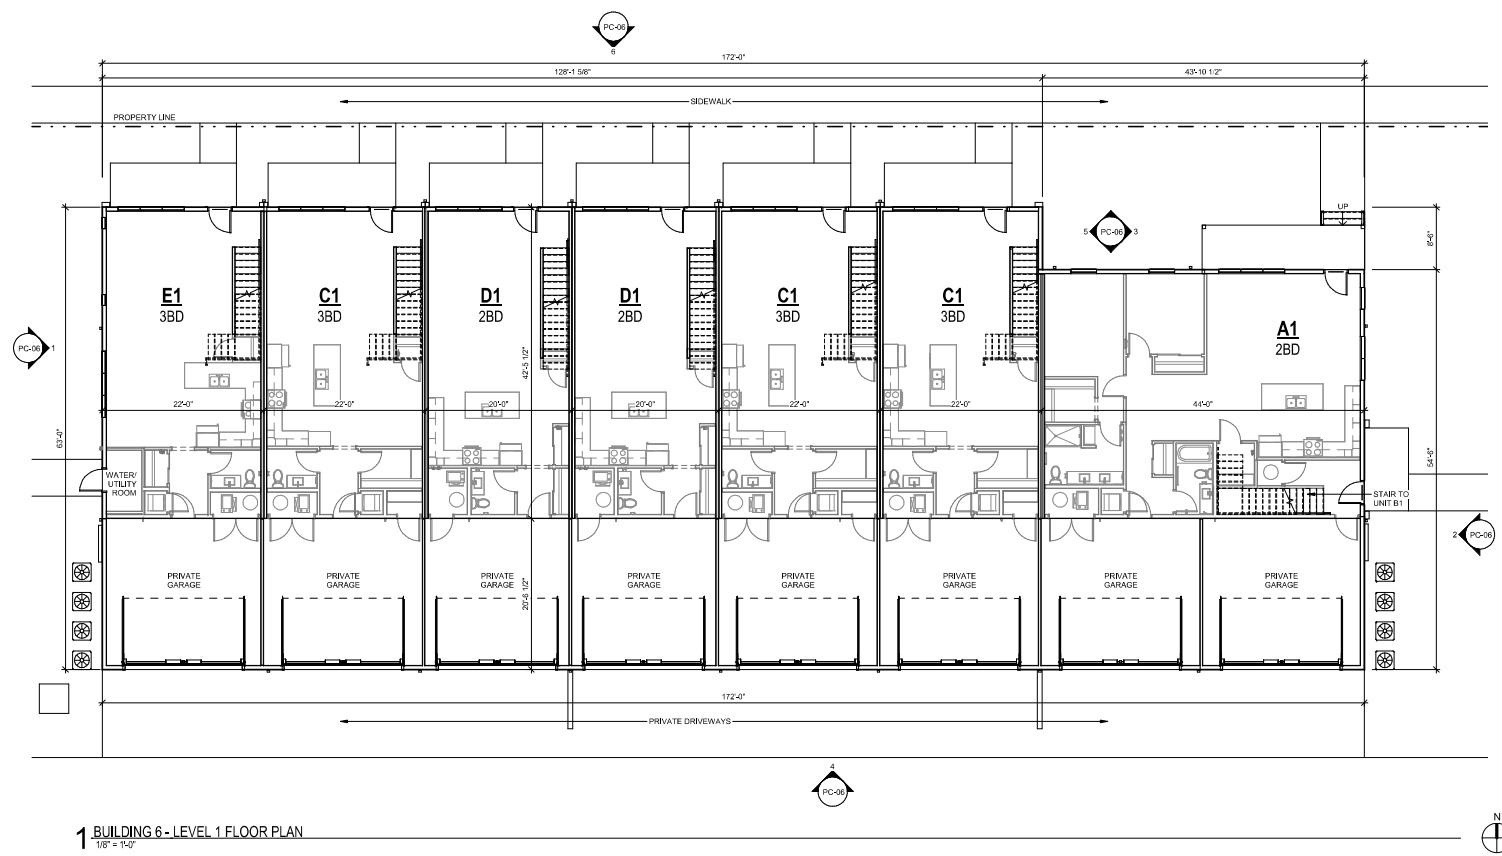 PC-06
6
172'-0"
128'-1 5/8"
43'-10 1/2"
SIDEWALK
PROPERTY LINE
UP
5 PC-06 3
8'-6"
E1
3BD
C1
3BD
D1
2BD
D1
2BD
C1
3BD
C1
3BD
A1
2BD
PC-06 1
42'-5 1/2"
22'-0"
22'-0"
20'-0"
20'-0"
22'-0"
22'-0"
44'-0"
63'-0"
54'-6"
WATER/
UTILITY
ROOM
STAIR TO
UNIT B1
2 PC-06
PRIVATE
GARAGE
PRIVATE
GARAGE
PRIVATE
GARAGE
PRIVATE
GARAGE
PRIVATE
GARAGE
PRIVATE
GARAGE
PRIVATE
GARAGE
PRIVATE
GARAGE
20'-6 1/2"
172'-0"
PRIVATE DRIVEWAYS
4
PC-06
1 BUILDING 6 - LEVEL 1 FLOOR PLAN
1/8" = 1'-0"
N